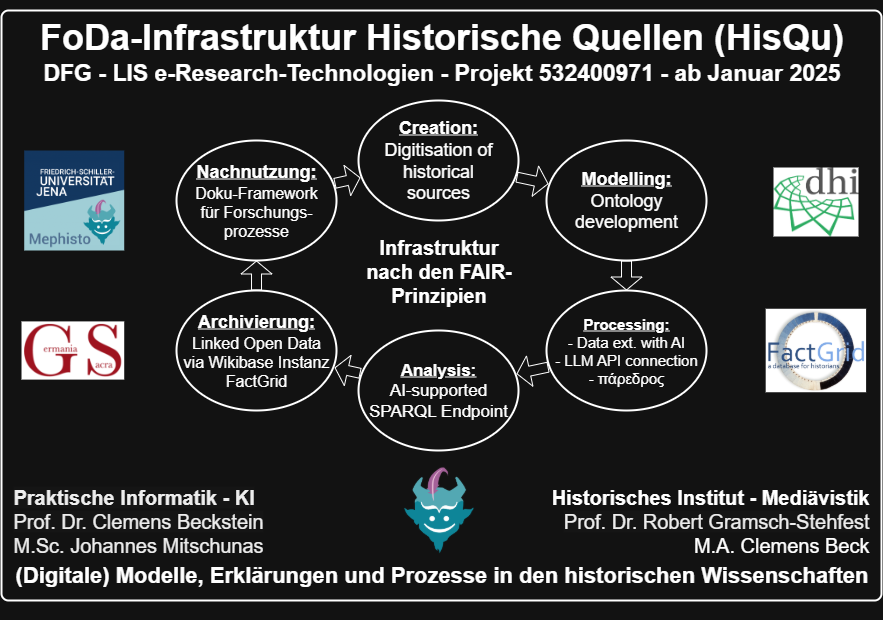 FoDa-Infrastruktur Historische Quellen (HisQu)
DFG - LIS e-Research-Technologien - Projekt 532400971 - ab Januar 2025
Creation:
Digitisation of
historical
sources
Modelling:
Ontology
development
Processing:
- Data ext. with AI
- LLM API connection
- πάρεδρος
Analysis:
AI-supported
SPARQL Endpoint
Archivierung:
Linked Open Data
via Wikibase Instanz
FactGrid
Nachnutzung:
Doku-Framework
für Forschungs-
prozesse
Infrastruktur
nach den FAIR-
Prinzipien
FRIEDRICH-SCHILLER-
UNIVERSITÄT
JENA
Mephisto
Germania
Sacra
dhi
FactGrid
a database for historians
Praktische Informatik - KI
Prof. Dr. Clemens Beckstein
M.Sc. Johannes Mitschunas
Historisches Institut - Mediävistik
Prof. Dr. Robert Gramsch-Stehfest
M.A. Clemens Beck
(Digitale) Modelle, Erklärungen und Prozesse in den historischen Wissenschaften